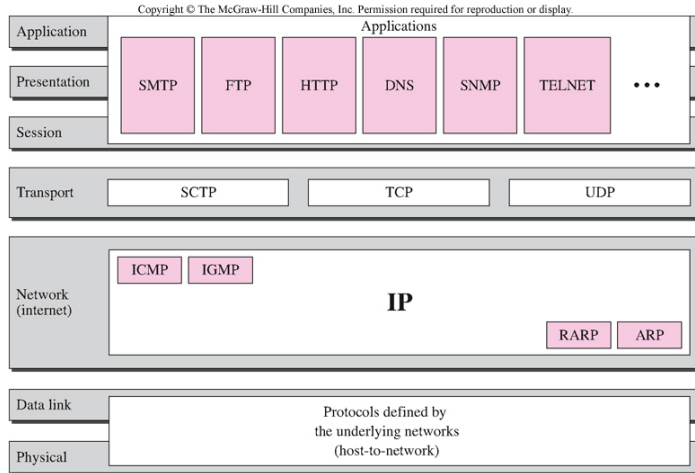 Copyright © The McGraw-Hill Companies, Inc. Permission required for reproduction or display.
Application
Applications
Presentation
SMTP FTP HTTP DNS SNMP TELNET •••
Session
Transport
SCTP TCP UDP
Network
(internet)
ICMP IGMP
IP
RARP ARP
Data link
Physical
Protocols defined by
the underlying networks
(host-to-network)